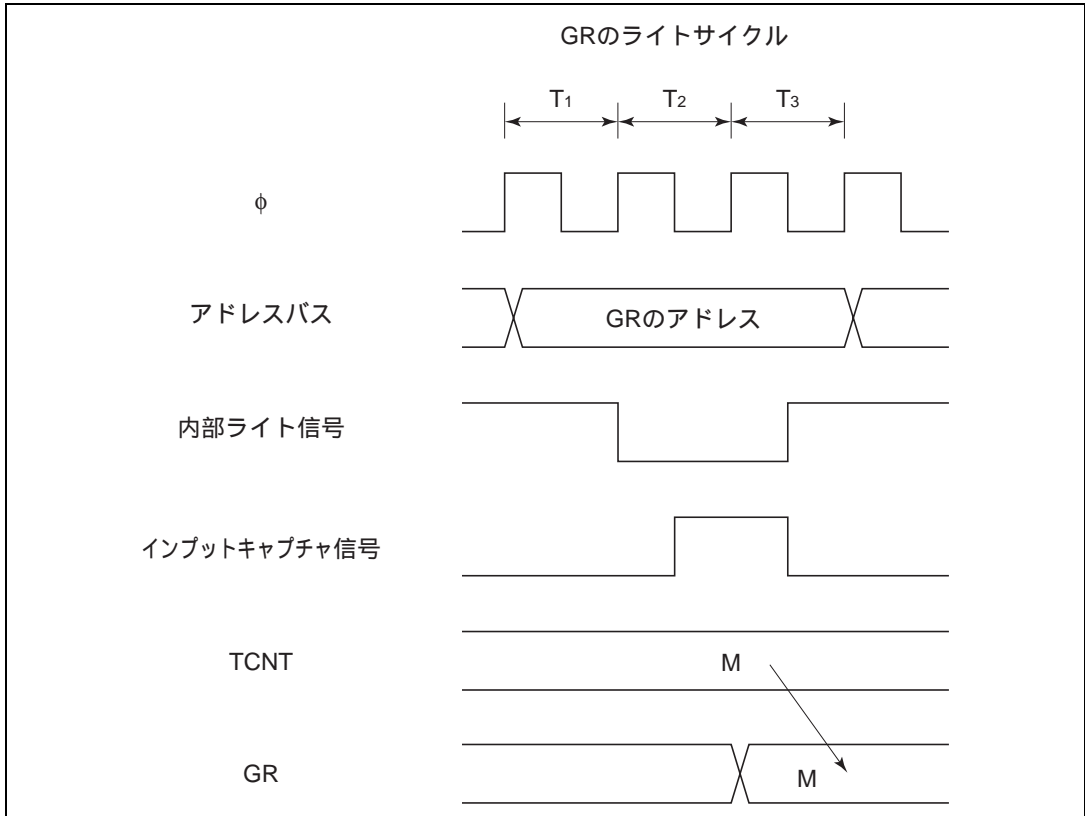 GRのライトサイクル
T1 T2 T3
φ
アドレスバス
GRのアドレス
内部ライト信号
インプットキャプチャ信号
TCNT
M
GR
M